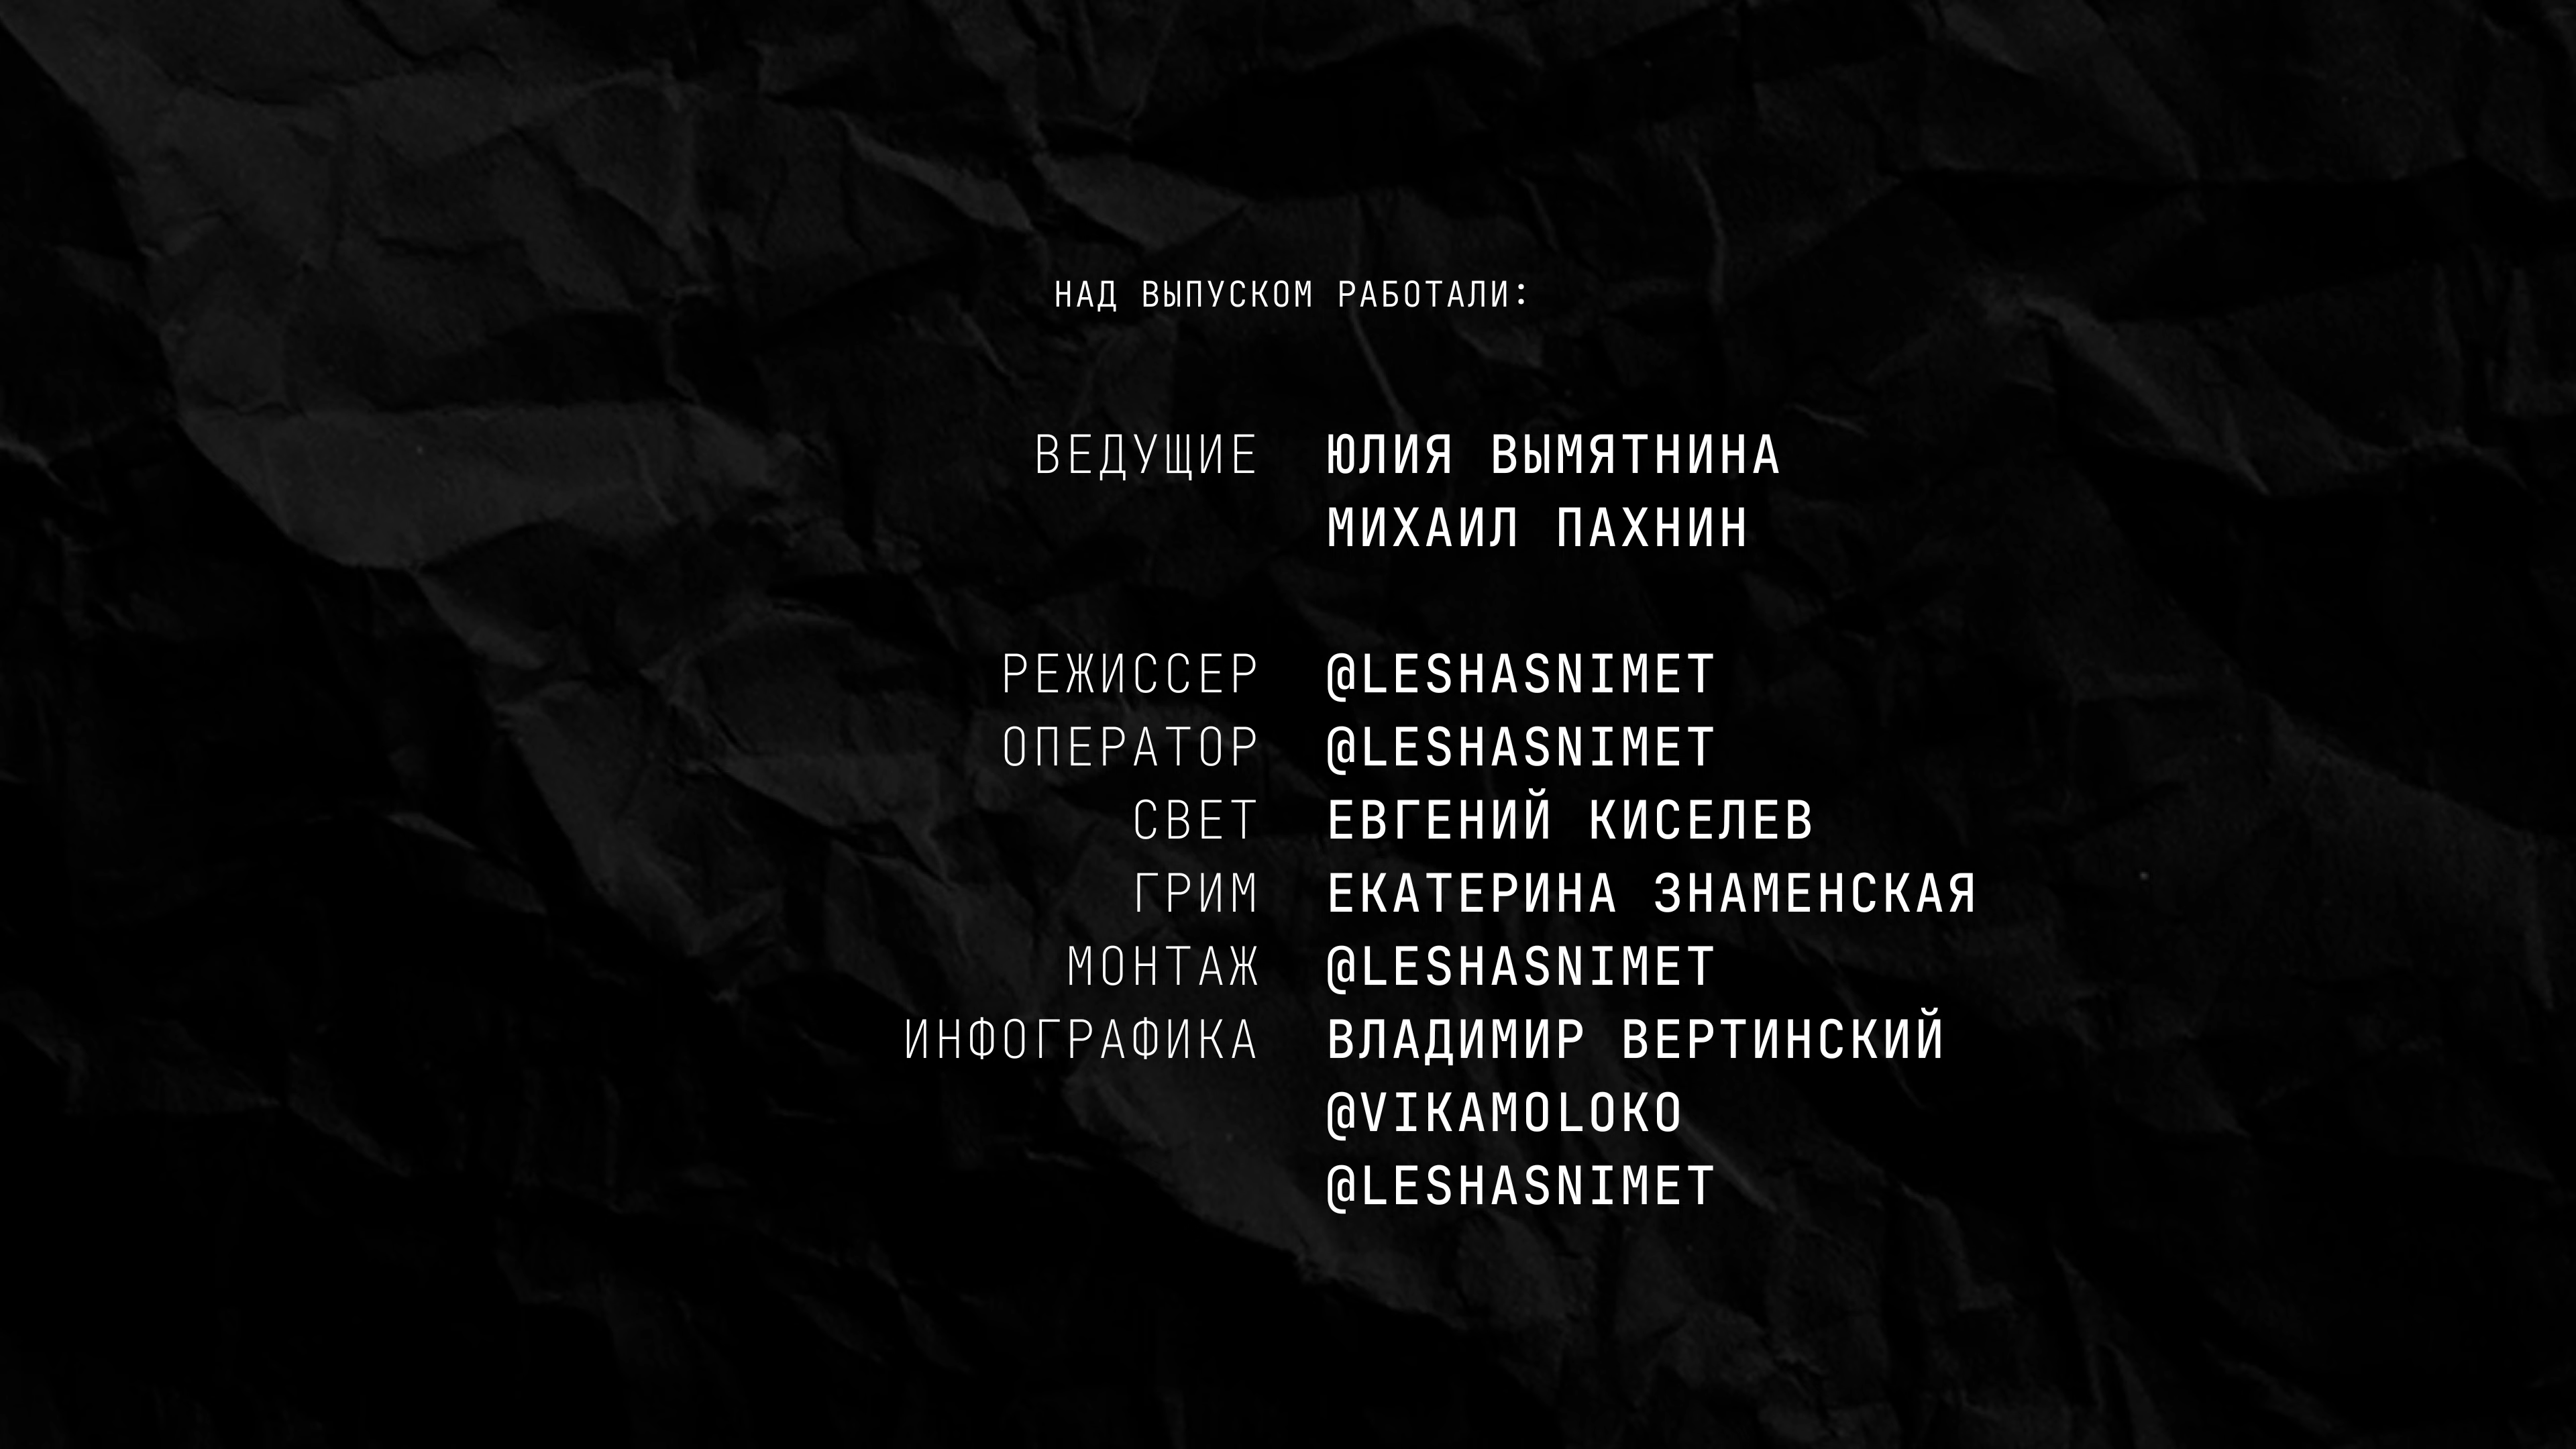 НАД ВЫПУСКОМ РАБОТАЛИ:
ВЕДУЩИЕ ЮЛИЯ ВЫМЯТНИНА
МИХАИЛ ПАХНИН
РЕЖИССЕР @LESHASNIMET
ОПЕРАТОР @LESHASNIMET
СВЕТ ЕВГЕНИЙ КИСЕЛЕВ
ГРИМ ЕКАТЕРИНА ЗНАМЕНСКАЯ
МОНТАЖ @LESHASNIMET
ИНФОГРАФИКА ВЛАДИМИР ВЕРТИНСКИЙ
@VIKAMOLOKO
@LESHASNIMET